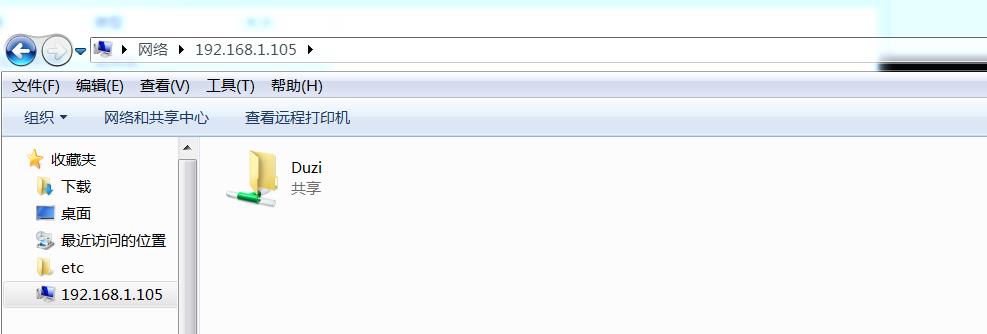 网络 192.168.1.105
文件(F) 编辑(E) 查看(V) 工具(T) 帮助(H)
组织 网络和共享中心 查看远程打印机
收藏夹
下载
桌面
最近访问的位置
etc
192.168.1.105
Duzi
共享